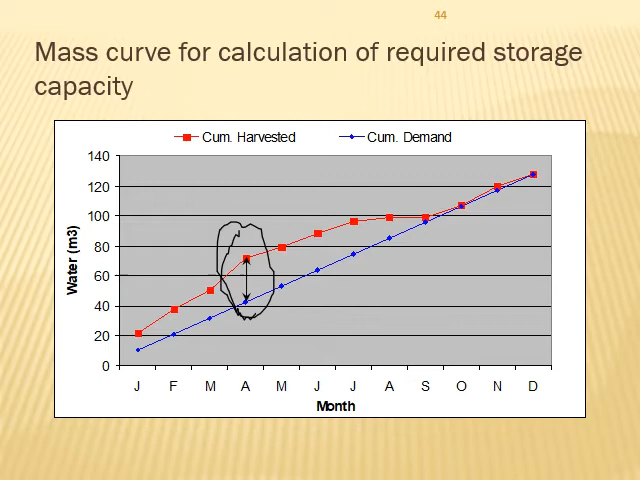 44
Mass curve for calculation of required storage
capacity
Cum. Harvested Cum. Demand
140
120
100
80
60
40
20
0
Water (m3)
J F M A M J J A S O N D
Month